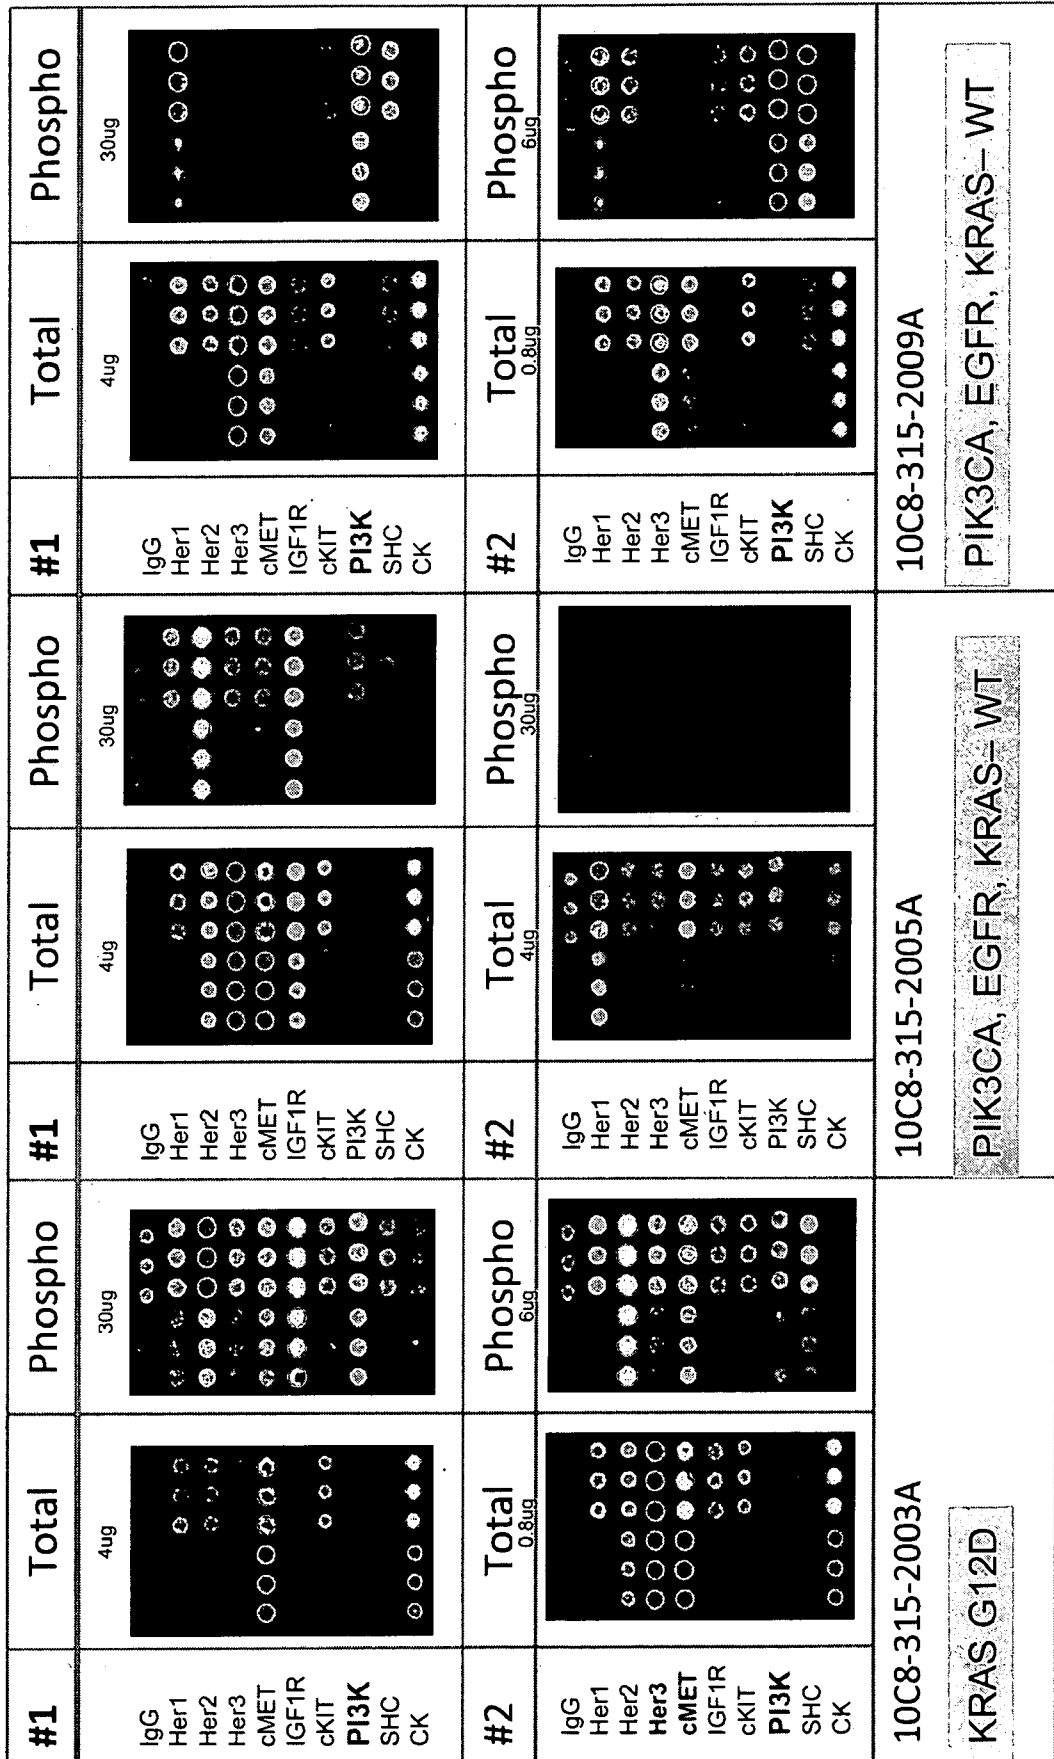 #1 Total Phospho #1 Total Phospho #1 Total Phospho
4ug 30ug 4ug 30ug 4ug 30ug
IgG IgG IgG
Her1 Her1 Her1
Her2 Her2 Her2
Her3 Her3 Her3
cMET cMET cMET
IGF1R IGF1R IGF1R
cKIT cKIT cKIT
PI3K PI3K PI3K
SHC SHC SHC
CK CK CK
#2 Total Phospho #2 Total Phospho #2 Total Phospho
0.8ug 6ug 4ug 30ug 0.8ug 6ug
IgG IgG IgG
Her1 Her1 Her1
Her2 Her2 Her2
Her3 Her3 Her3
cMET cMET cMET
IGF1R IGF1R IGF1R
cKIT cKIT cKIT
PI3K PI3K PI3K
SHC SHC SHC
CK CK CK
10C8-315-2003A 10C8-315-2005A 10C8-315-2009A
KRAS G12D PIK3CA, EGFR, KRAS– WT PIK3CA, EGFR, KRAS– WT